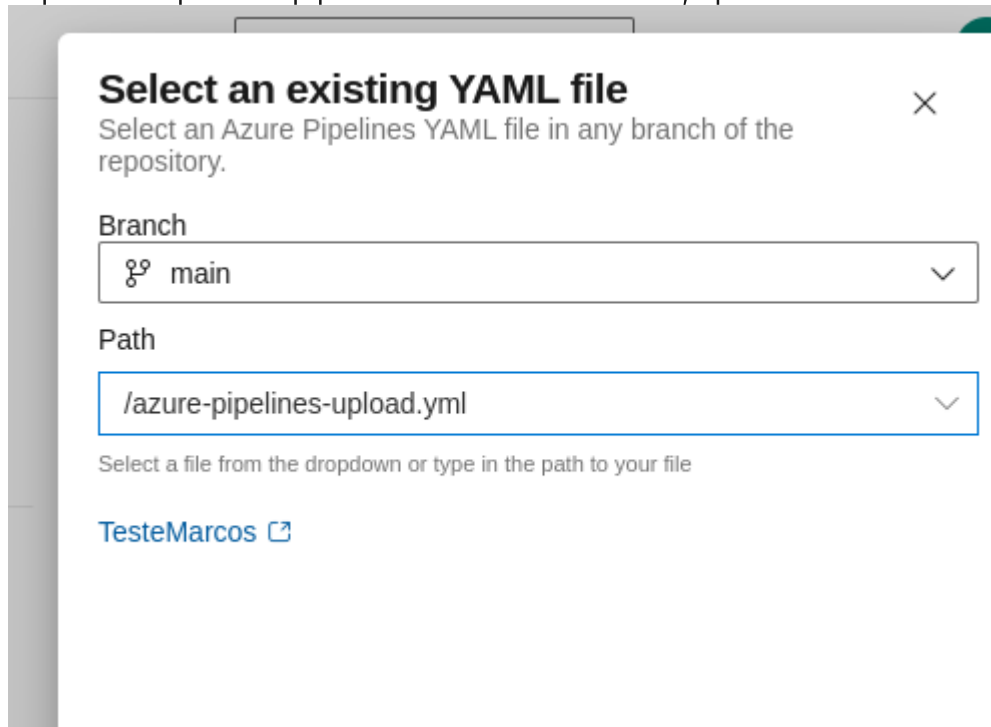 Select an existing YAML file
Select an Azure Pipelines YAML file in any branch of the
repository.
Branch
main
Path
/azure-pipelines-upload.yml
Select a file from the dropdown or type in the path to your file
TesteMarcos